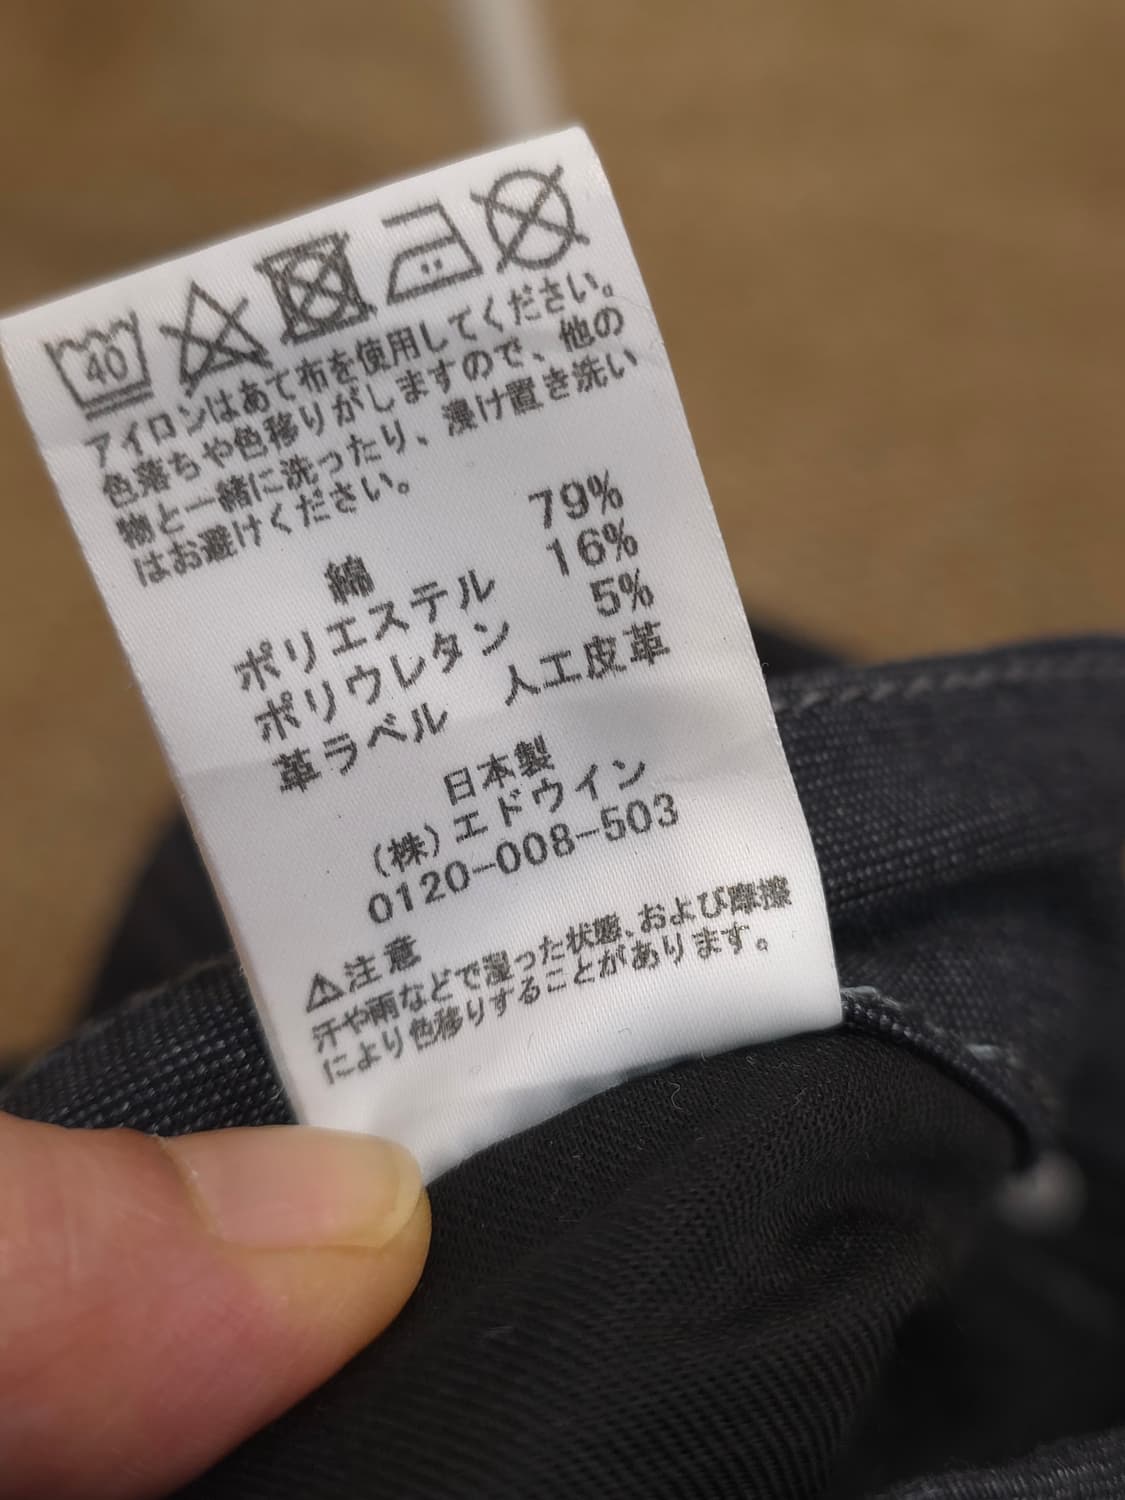 40
アイロンはあて布を使用してください。
色落ちや色移りがしますので、他の
物と一緒に洗ったり、浸け置き洗い
はお避けください。
綿 79%
ポリエステル 16%
ポリウレタン 5%
革ラベル 人工皮革
日本製
(株)エドウイン
0120-008-503
⚠注意
汗や雨などで湿った状態、および摩擦
により色移りすることがあります。